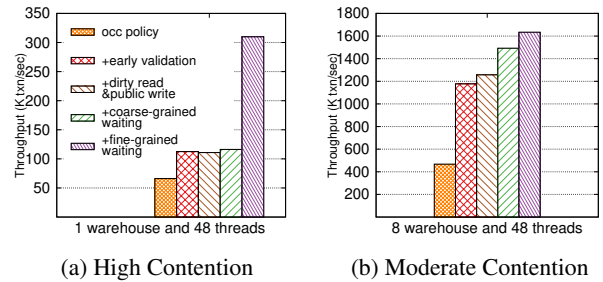 Throughput (K txn/sec)
350
300
250
200
150
100
50
occ policy
+early validation
+dirty read
&public write
+coarse-grained
waiting
+fine-grained
waiting
1 warehouse and 48 threads
(a) High Contention
Throughput (K txn/sec)
1800
1600
1400
1200
1000
800
600
400
200
8 warehouse and 48 threads
(b) Moderate Contention